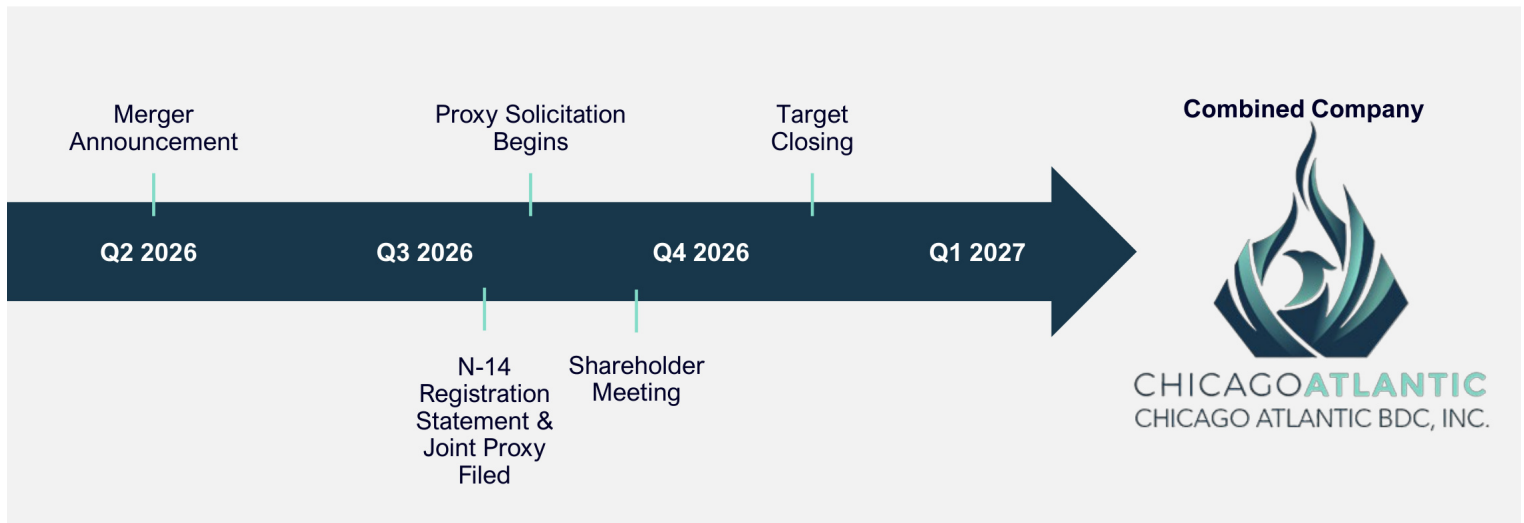 Merger
Announcement
Proxy Solicitation
Begins
Target
Closing
Combined Company
Q2 2026
Q3 2026
Q4 2026
Q1 2027
N-14
Registration
Statement &
Joint Proxy
Filed
Shareholder
Meeting
CHICAGOATLANTIC
CHICAGO ATLANTIC BDC, INC.